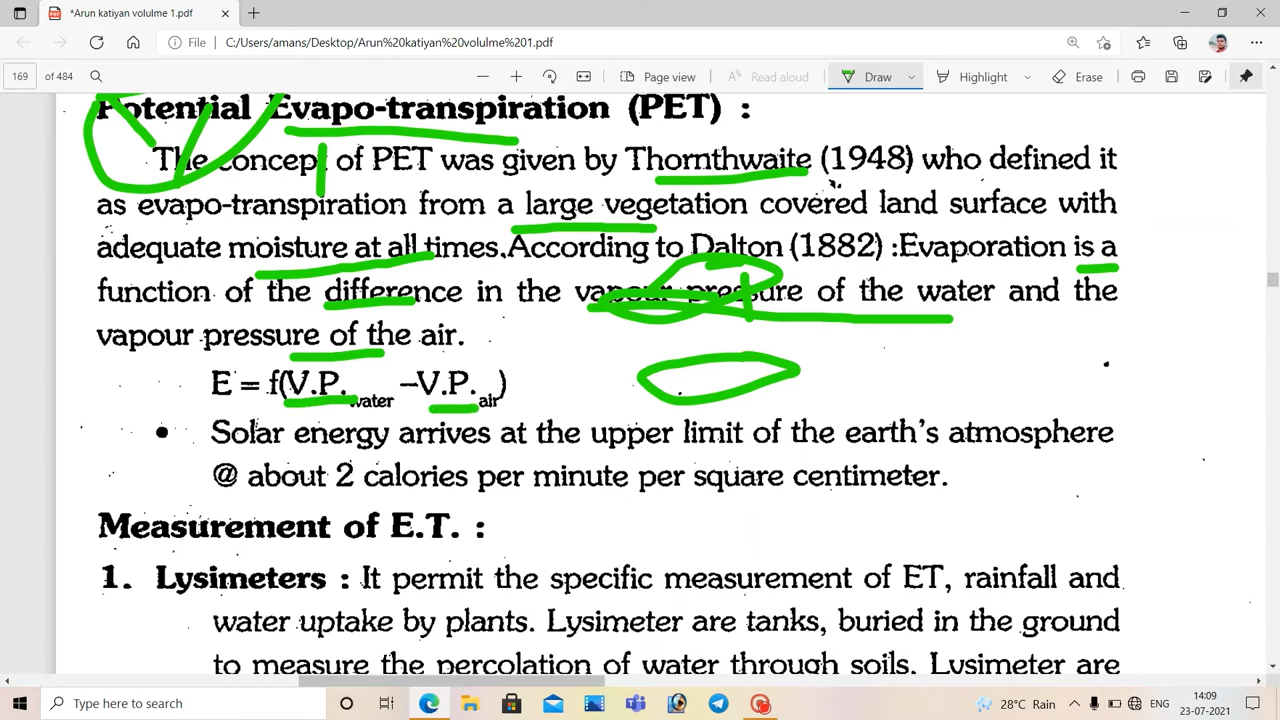 *Arun katiyan volulme 1.pdf
File
C:/Users/amans/Desktop/Arun%20katiyan%20volulme%201.pdf
169 of 484
Page view
Read aloud
Draw
Highlight
Erase
Potential Evapo-transpiration (PET) :
The concept of PET was given by Thornthwaite (1948) who defined it
as evapo-transpiration from a large vegetation covered land surface with
adequate moisture at all times. According to Dalton (1882) :Evaporation is a
function of the difference in the vapour pressure of the water and the
vapour pressure of the air.
E = f(V.P.water –V.P.air)
• Solar energy arrives at the upper limit of the earth's atmosphere
@ about 2 calories per minute per square centimeter.
Measurement of E.T. :
1. Lysimeters : It permit the specific measurement of ET, rainfall and
water uptake by plants. Lysimeter are tanks, buried in the ground
to measure the percolation of water through soils. Lysimeter are
Type here to search
28°C Rain
ENG
14:09
23-07-2021